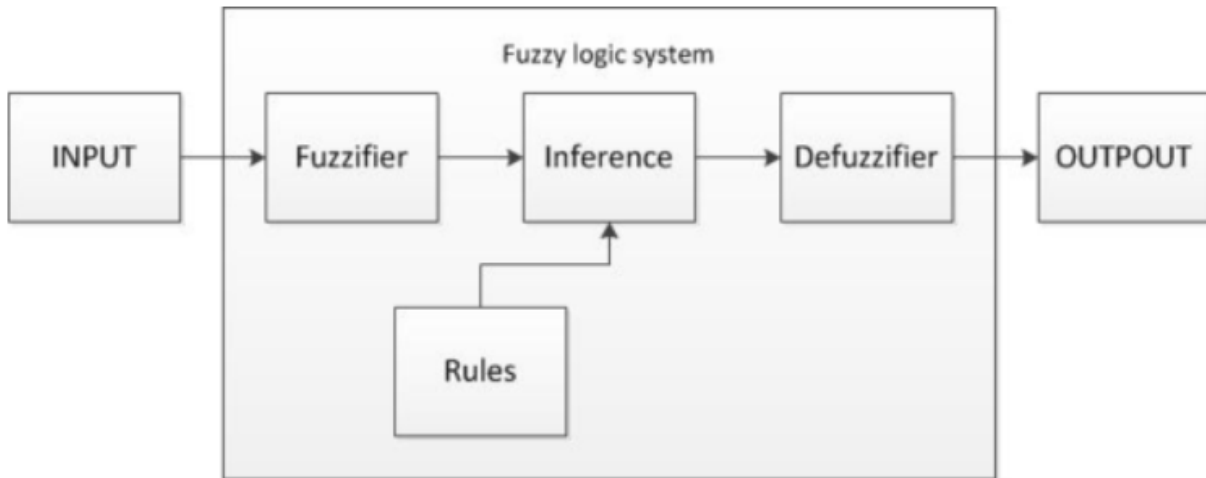 Fuzzy logic system
INPUT
Fuzzifier
Inference
Defuzzifier
OUTPOUT
Rules